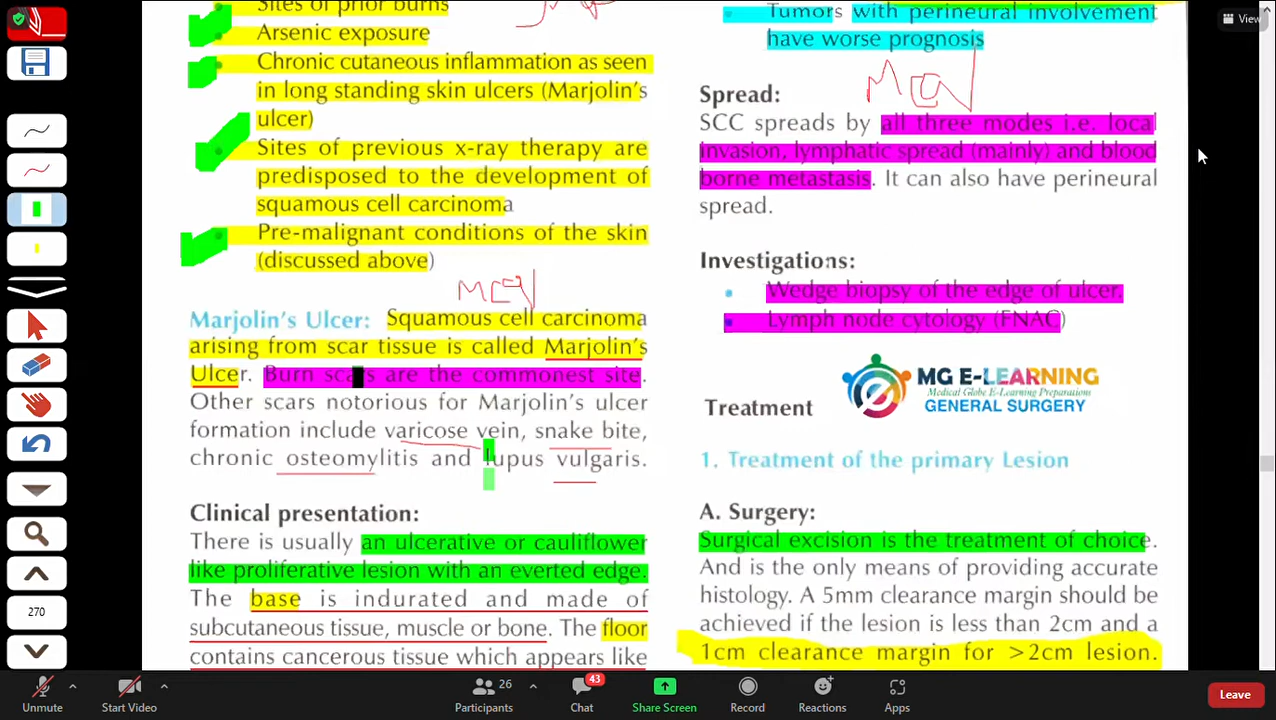 Sites of prior burns
Arsenic exposure
Chronic cutaneous inflammation as seen
in long standing skin ulcers (Marjolin's
ulcer)
Sites of previous x-ray therapy are
predisposed to the development of
squamous cell carcinoma
Pre-malignant conditions of the skin
(discussed above)
MCQ
Marjolin's Ulcer: Squamous cell carcinoma
arising from scar tissue is called Marjolin's
Ulcer. Burn scars are the commonest site.
Other scar notorious for Marjolin's ulcer
formation include varicose vein, snake bite,
chronic osteomylitis and lupus vulgaris.
Clinical presentation:
There is usually an ulcerative or cauliflower
like proliferative lesion with an everted edge.
The base is indurated and made of
subcutaneous tissue, muscle or bone. The floor
contains cancerous tissue which appears like
Tumors with perineural involvement
have worse prognosis
MCQ
Spread:
SCC spreads by all three modes i.e. local
invasion, lymphatic spread (mainly) and blood
borne metastasis. It can also have perineural
spread.
Investigations:
Wedge biopsy of the edge of ulcer.
Lymph node cytology (FNAC)
MG E-LEARNING
Medical Globe E-Learning Preparations
GENERAL SURGERY
Treatment
1. Treatment of the primary Lesion
A. Surgery:
Surgical excision is the treatment of choice.
And is the only means of providing accurate
histology. A 5mm clearance margin should be
achieved if the lesion is less than 2cm and a
1cm clearance margin for >2cm lesion.
View
270
Unmute
Start Video
26
Participants
43
Chat
Share Screen
Record
Reactions
Apps
Leave